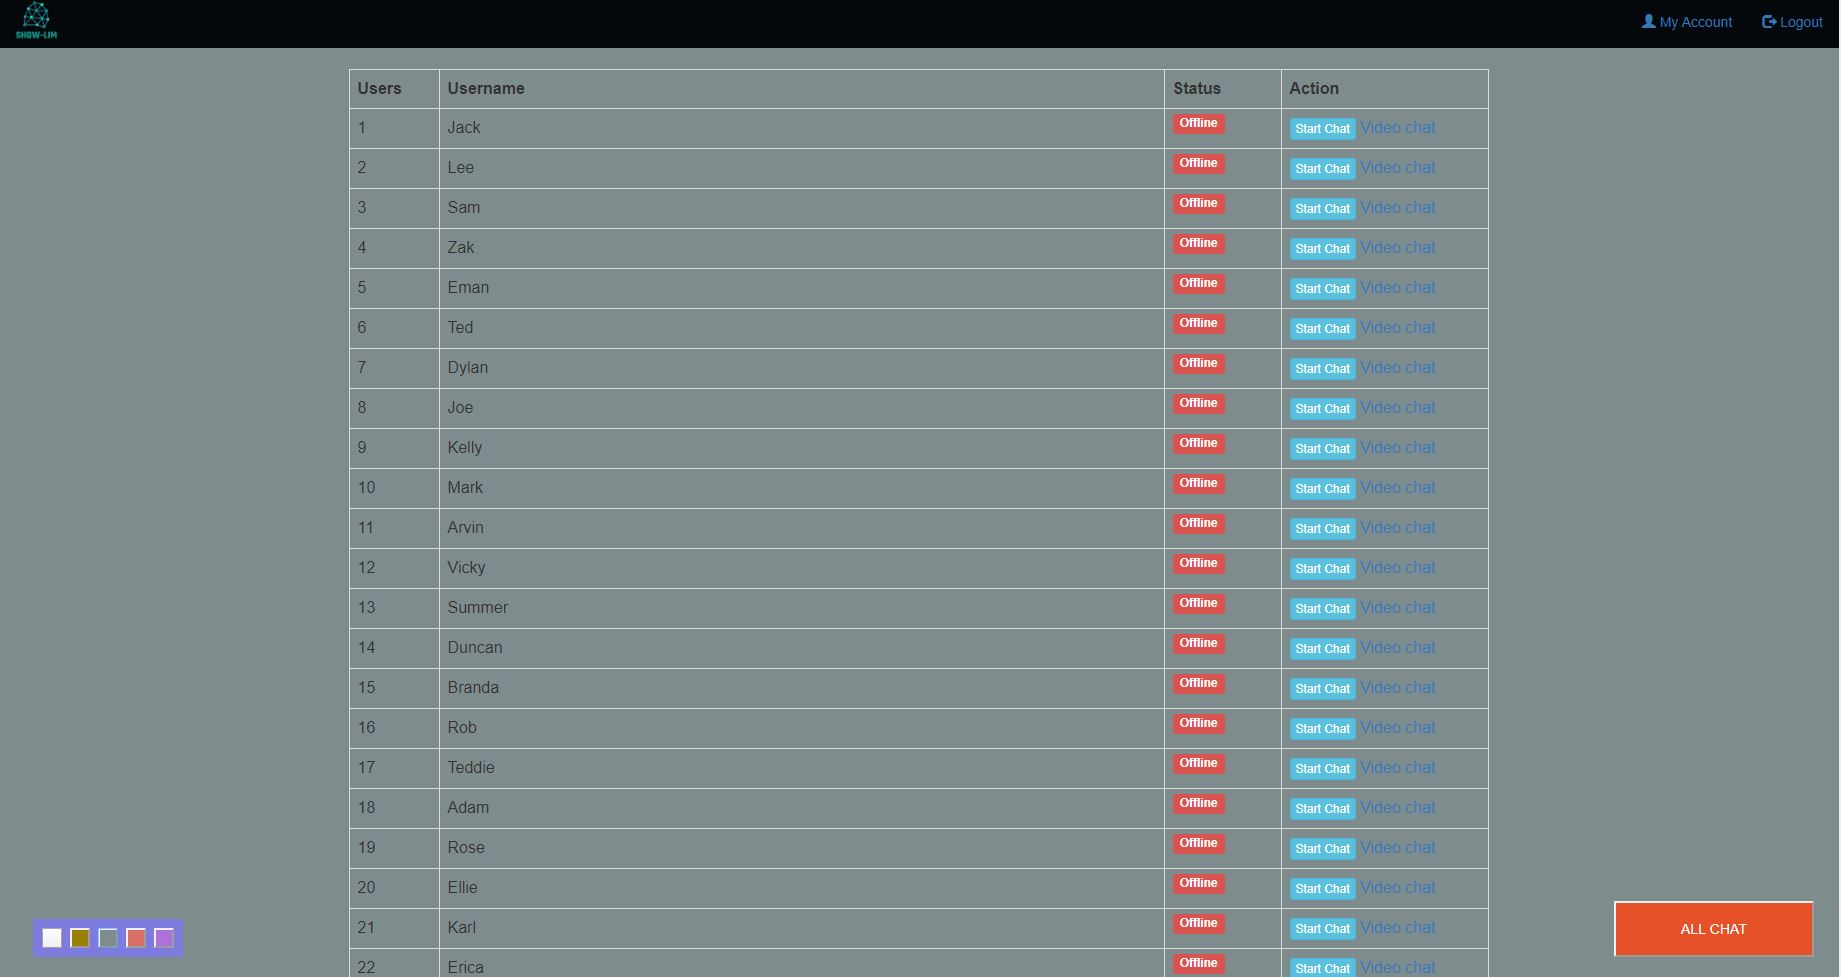 SHOW-LIM
My Account Logout
Users Username Status Action
1 Jack Offline Start Chat Video chat
2 Lee Offline Start Chat Video chat
3 Sam Offline Start Chat Video chat
4 Zak Offline Start Chat Video chat
5 Eman Offline Start Chat Video chat
6 Ted Offline Start Chat Video chat
7 Dylan Offline Start Chat Video chat
8 Joe Offline Start Chat Video chat
9 Kelly Offline Start Chat Video chat
10 Mark Offline Start Chat Video chat
11 Arvin Offline Start Chat Video chat
12 Vicky Offline Start Chat Video chat
13 Summer Offline Start Chat Video chat
14 Duncan Offline Start Chat Video chat
15 Branda Offline Start Chat Video chat
16 Rob Offline Start Chat Video chat
17 Teddie Offline Start Chat Video chat
18 Adam Offline Start Chat Video chat
19 Rose Offline Start Chat Video chat
20 Ellie Offline Start Chat Video chat
21 Karl Offline Start Chat Video chat
22 Erica Offline Start Chat Video chat
ALL CHAT